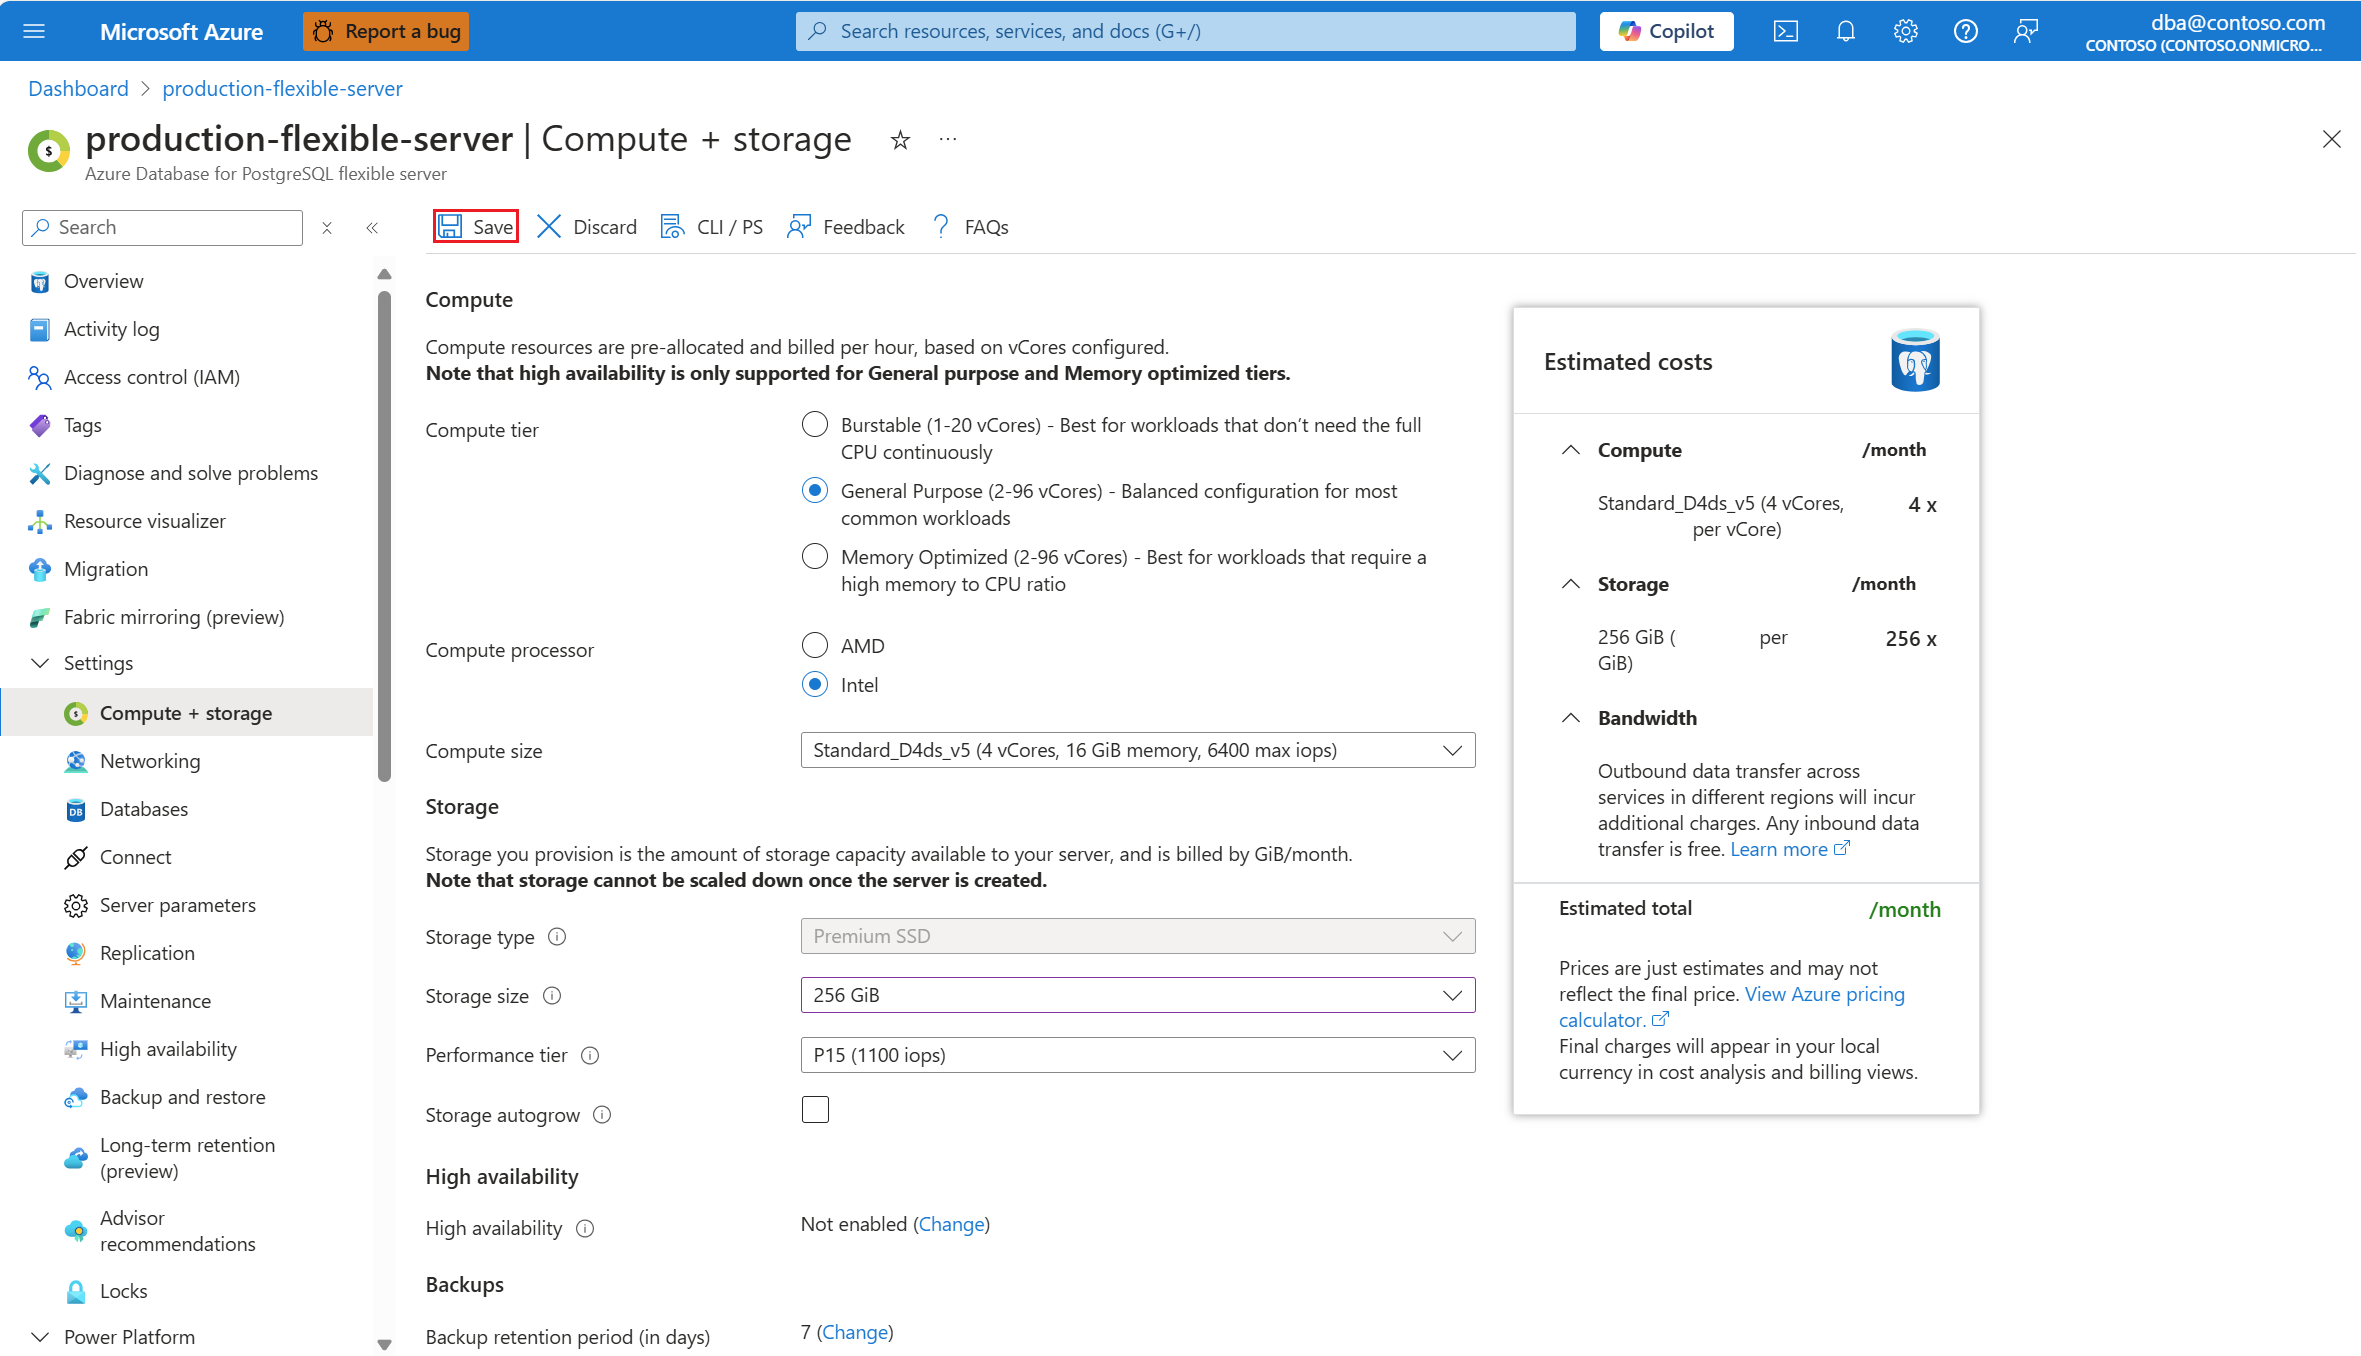 Microsoft Azure
Report a bug
Search resources, services, and docs (G+/)
Copilot
dba@contoso.com
CONTOSO (CONTOSO.ONMICRO...
Dashboard > production-flexible-server
production-flexible-server | Compute + storage
Azure Database for PostgreSQL flexible server
Search
Save
Discard
CLI / PS
Feedback
FAQs
Overview
Activity log
Access control (IAM)
Tags
Diagnose and solve problems
Resource visualizer
Migration
Fabric mirroring (preview)
Settings
Compute + storage
Networking
Databases
Connect
Server parameters
Replication
Maintenance
High availability
Backup and restore
Long-term retention
(preview)
Advisor
recommendations
Locks
Power Platform
Compute
Compute resources are pre-allocated and billed per hour, based on vCores configured.
Note that high availability is only supported for General purpose and Memory optimized tiers.
Compute tier
Burstable (1-20 vCores) - Best for workloads that don’t need the full
CPU continuously
General Purpose (2-96 vCores) - Balanced configuration for most
common workloads
Memory Optimized (2-96 vCores) - Best for workloads that require a
high memory to CPU ratio
Compute processor
AMD
Intel
Compute size
Standard_D4ds_v5 (4 vCores, 16 GiB memory, 6400 max iops)
Storage
Storage you provision is the amount of storage capacity available to your server, and is billed by GiB/month.
Note that storage cannot be scaled down once the server is created.
Storage type
Premium SSD
Storage size
256 GiB
Performance tier
P15 (1100 iops)
Storage autogrow
High availability
High availability
Not enabled (Change)
Backups
Backup retention period (in days)
7 (Change)
Estimated costs
Compute /month
Standard_D4ds_v5 (4 vCores, 4 x
per vCore)
Storage /month
256 GiB ( per 256 x
GiB)
Bandwidth
Outbound data transfer across
services in different regions will incur
additional charges. Any inbound data
transfer is free. Learn more
Estimated total /month
Prices are just estimates and may not
reflect the final price. View Azure pricing
calculator.
Final charges will appear in your local
currency in cost analysis and billing views.